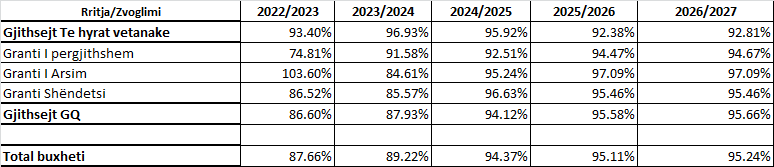 Rritja/Zvoglimi 2022/2023 2023/2024 2024/2025 2025/2026 2026/2027
Gjithsejt Te hyrat vetanake 93.40% 96.93% 95.92% 92.38% 92.81%
Granti I pergjithshem 74.81% 91.58% 92.51% 94.47% 94.67%
Granti I Arsim 103.60% 84.61% 95.24% 97.09% 97.09%
Granti Shëndetsi 86.52% 85.57% 96.63% 95.46% 95.46%
Gjithsejt GQ 86.60% 87.93% 94.12% 95.58% 95.66%
Total buxheti 87.66% 89.22% 94.37% 95.11% 95.24%